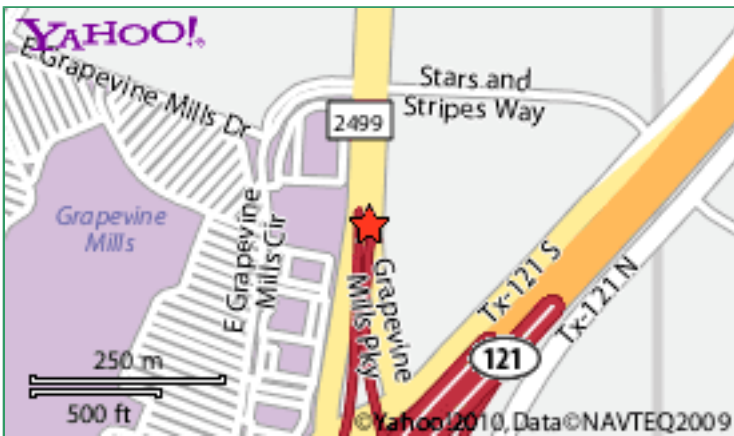 YAHOO!®
E Grapevine Mills Dr
Stars and
Stripes Way
2499
Grapevine
Mills
E Grapevine
Mills Cir
Grapevine
Mills Pky
Tx-121 S
Tx-121 N
121
250 m
500 ft
©Yahoo!2010, Data©NAVTEQ2009